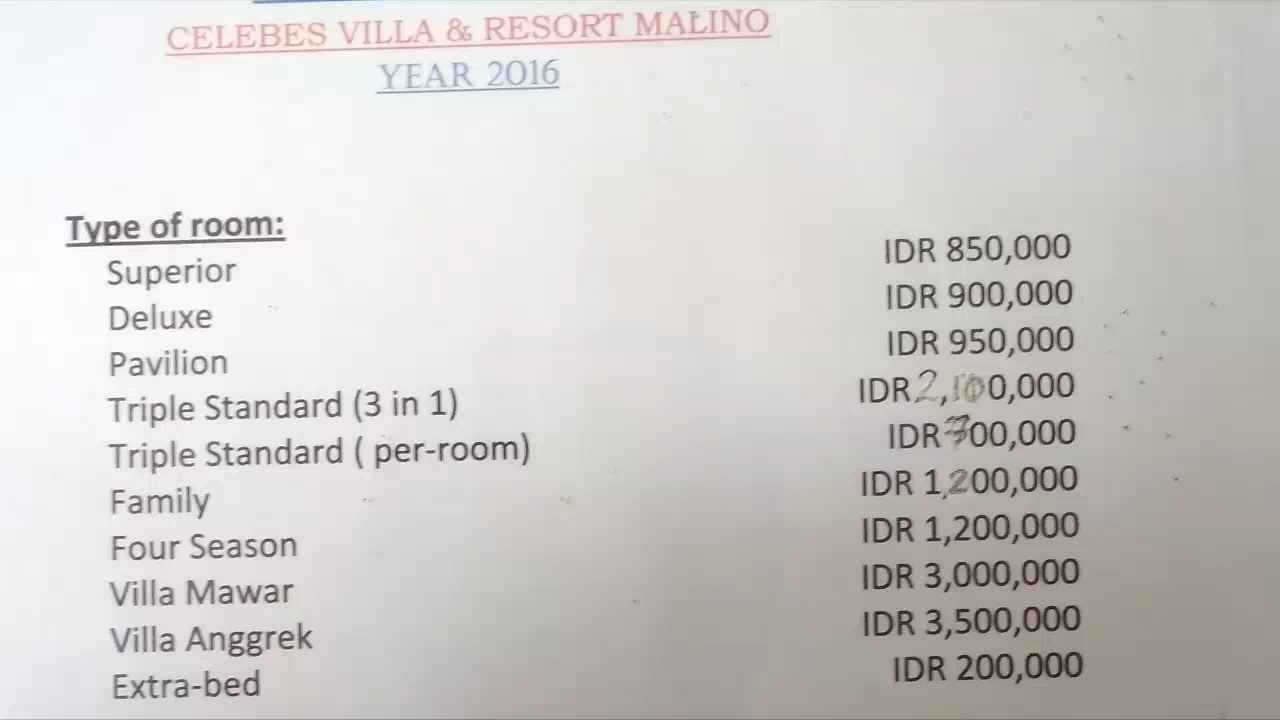 CELEBES VILLA & RESORT MALINO
YEAR 2016
Type of room:
Superior IDR 850,000
Deluxe IDR 900,000
Pavilion IDR 950,000
Triple Standard (3 in 1) IDR 2,100,000
Triple Standard ( per-room) IDR 700,000
Family IDR 1,200,000
Four Season IDR 1,200,000
Villa Mawar IDR 3,000,000
Villa Anggrek IDR 3,500,000
Extra-bed IDR 200,000